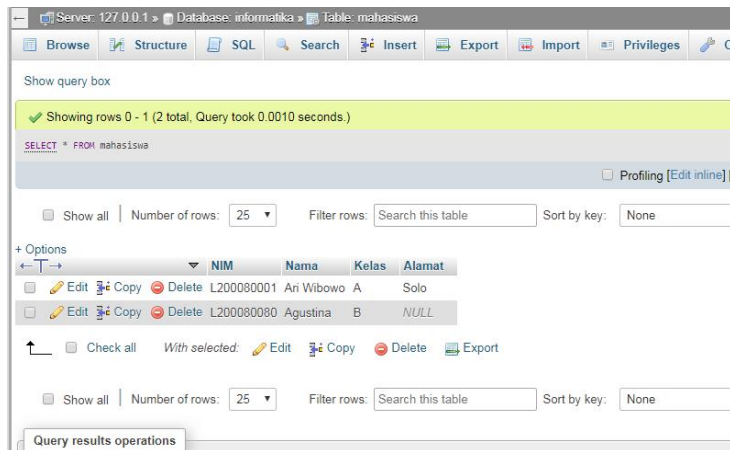 Server: 127.0.0.1 » Database: informatika » Table: mahasiswa
Browse Structure SQL Search Insert Export Import Privileges
Show query box
Showing rows 0 - 1 (2 total, Query took 0.0010 seconds.)
SELECT * FROM mahasiswa
Profiling [Edit inline]
Show all | Number of rows: 25 Filter rows: Search this table Sort by key: None
+ Options
←T→ NIM Nama Kelas Alamat
Edit Copy Delete L200080001 Ari Wibowo A Solo
Edit Copy Delete L200080080 Agustina B NULL
Check all With selected: Edit Copy Delete Export
Show all | Number of rows: 25 Filter rows: Search this table Sort by key: None
Query results operations